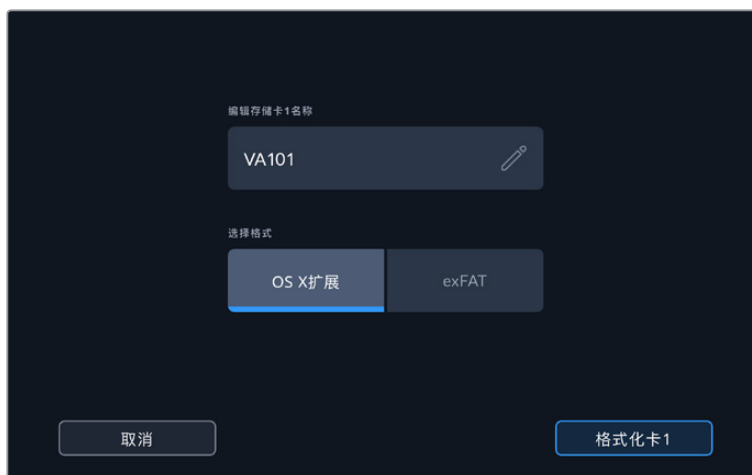 编辑存储卡1名称
VA101
选择格式
OS X扩展
exFAT
取消
格式化卡1